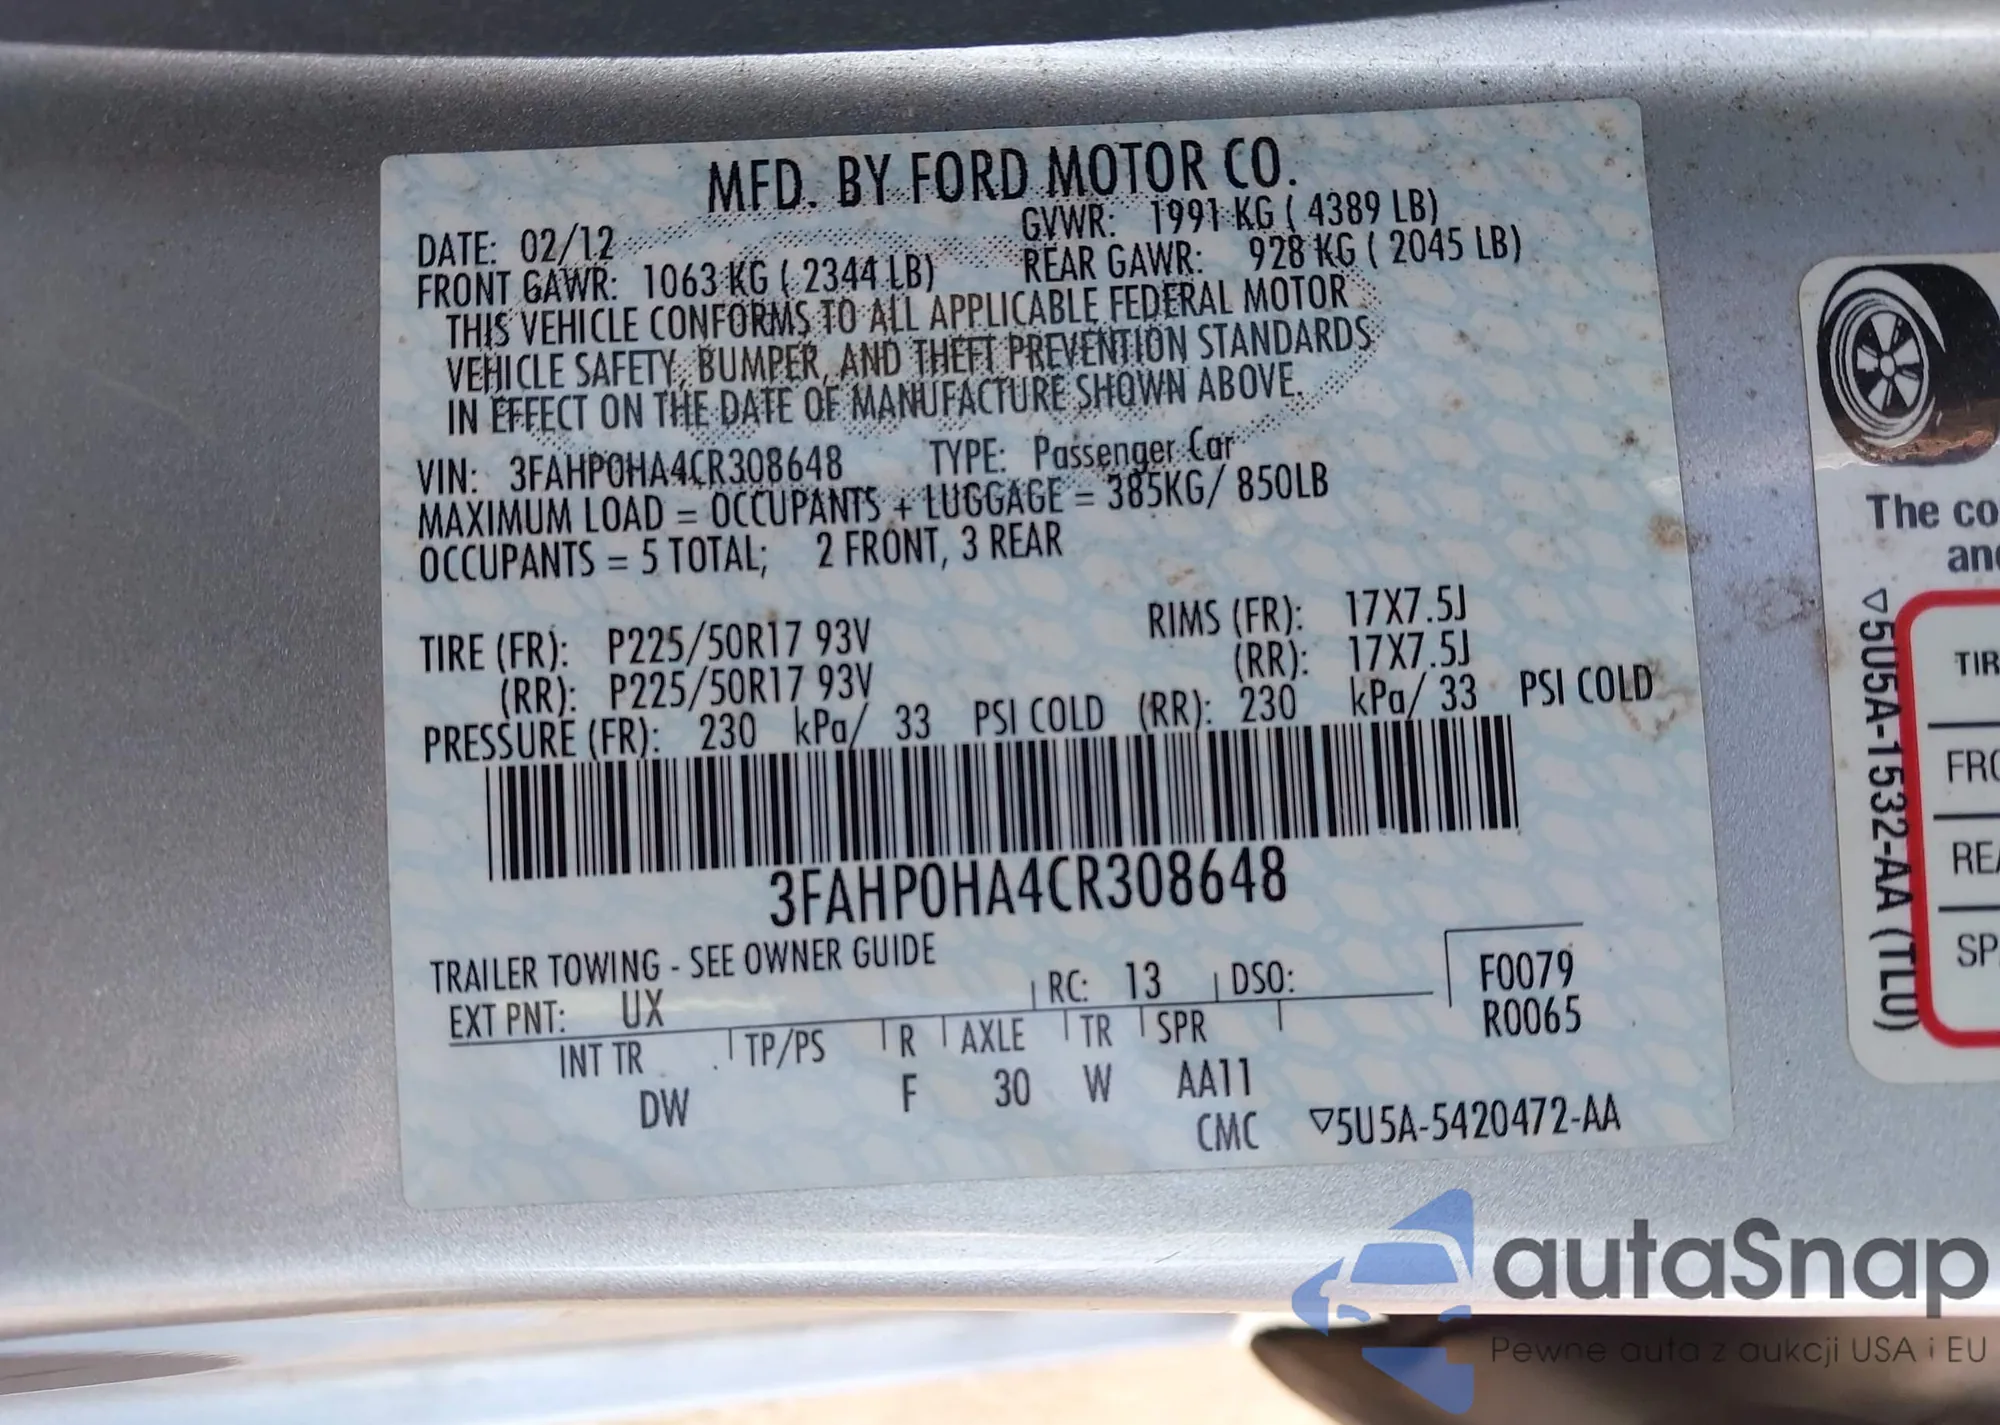 MFD. BY FORD MOTOR CO.
DATE: 02/12
GVWR: 1991 KG ( 4389 LB)
FRONT GAWR: 1063 KG ( 2344 LB)
REAR GAWR: 928 KG ( 2045 LB)
THIS VEHICLE CONFORMS TO ALL APPLICABLE FEDERAL MOTOR
VEHICLE SAFETY, BUMPER, AND THEFT PREVENTION STANDARDS
IN EFFECT ON THE DATE OF MANUFACTURE SHOWN ABOVE.
VIN: 3FAHP0HA4CR308648 TYPE: Passenger Car
MAXIMUM LOAD = OCCUPANTS + LUGGAGE = 385KG/ 850LB
OCCUPANTS = 5 TOTAL; 2 FRONT, 3 REAR
TIRE (FR): P225/50R17 93V RIMS (FR): 17X7.5J
(RR): P225/50R17 93V (RR): 17X7.5J
PRESSURE (FR): 230 kPa/ 33 PSI COLD (RR): 230 kPa/ 33 PSI COLD
3FAHP0HA4CR308648
TRAILER TOWING - SEE OWNER GUIDE
EXT PNT: UX RC: 13 DSO:
F0079
R0065
INT TR TP/PS R AXLE TR SPR
DW F 30 W AA11
CMC ▽5U5A-5420472-AA
The co
and
▽5U5A-1532-AA (TLU)
TIR
FRO
REA
SPA
autaSnap
Pewne auta z aukcji USA i EU